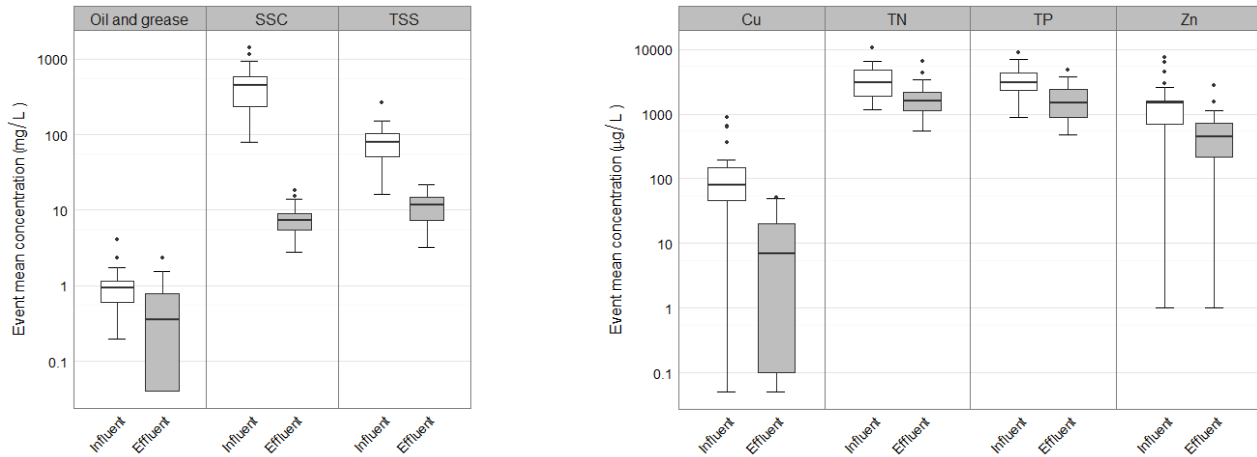 Oil and grease SSC TSS
Event mean concentration (mg/L)
1000
100
10
1
0.1
Influent Effluent Influent Effluent Influent Effluent
Cu TN TP Zn
Event mean concentration (µg/L)
10000
1000
100
10
1
0.1
Influent Effluent Influent Effluent Influent Effluent Influent Effluent